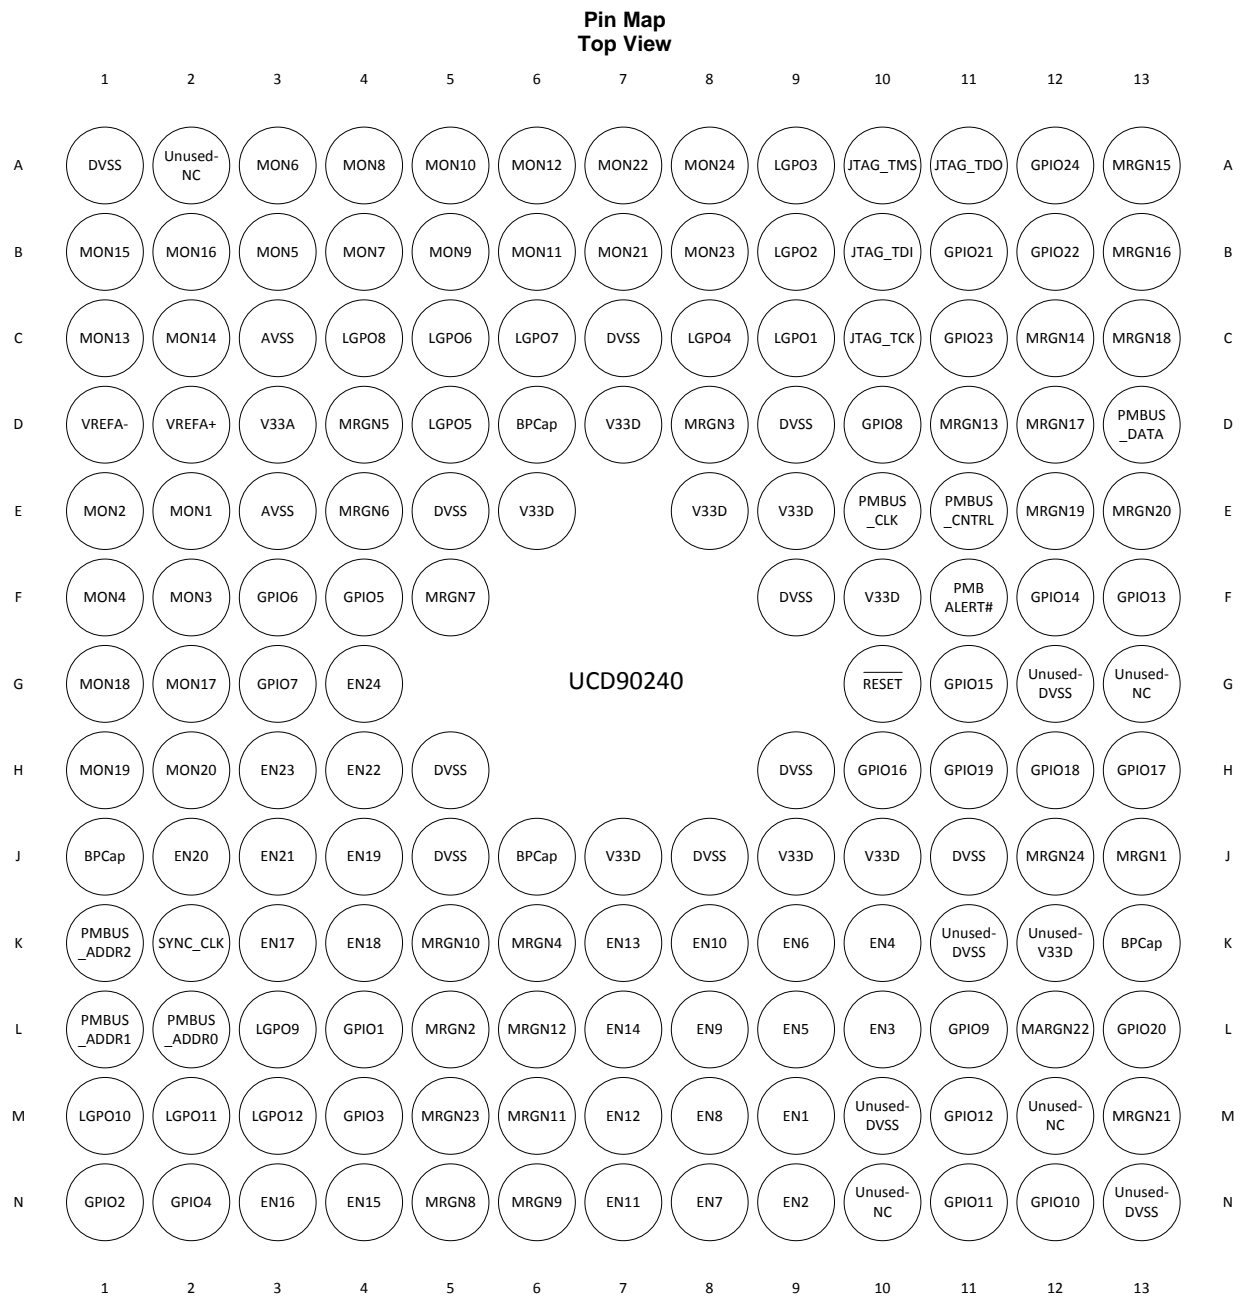 Pin Map
Top View
1 2 3 4 5 6 7 8 9 10 11 12 13
A DVSS Unused-NC MON6 MON8 MON10 MON12 MON22 MON24 LGPO3 JTAG_TMS JTAG_TDO GPIO24 MRGN15 A
B MON15 MON16 MON5 MON7 MON9 MON11 MON21 MON23 LGPO2 JTAG_TDI GPIO21 GPIO22 MRGN16 B
C MON13 MON14 AVSS LGPO8 LGPO6 LGPO7 DVSS LGPO4 LGPO1 JTAG_TCK GPIO23 MRGN14 MRGN18 C
D VREFA- VREFA+ V33A MRGN5 LGPO5 BPCap V33D MRGN3 DVSS GPIO8 MRGN13 MRGN17 PMBUS_DATA D
E MON2 MON1 AVSS MRGN6 DVSS V33D V33D V33D PMBUS_CLK PMBUS_CNTRL MRGN19 MRGN20 E
F MON4 MON3 GPIO6 GPIO5 MRGN7 DVSS V33D PMB ALERT# GPIO14 GPIO13 F
G MON18 MON17 GPIO7 EN24 UCD90240 RESET GPIO15 Unused-DVSS Unused-NC G
H MON19 MON20 EN23 EN22 DVSS DVSS GPIO16 GPIO19 GPIO18 GPIO17 H
J BPCap EN20 EN21 EN19 DVSS BPCap V33D DVSS V33D V33D DVSS MRGN24 MRGN1 J
K PMBUS_ADDR2 SYNC_CLK EN17 EN18 MRGN10 MRGN4 EN13 EN10 EN6 EN4 Unused-DVSS Unused-V33D BPCap K
L PMBUS_ADDR1 PMBUS_ADDR0 LGPO9 GPIO1 MRGN2 MRGN12 EN14 EN9 EN5 EN3 GPIO9 MARGN22 GPIO20 L
M LGPO10 LGPO11 LGPO12 GPIO3 MRGN23 MRGN11 EN12 EN8 EN1 Unused-DVSS GPIO12 Unused-NC MRGN21 M
N GPIO2 GPIO4 EN16 EN15 MRGN8 MRGN9 EN11 EN7 EN2 Unused-NC GPIO11 GPIO10 Unused-DVSS N
1 2 3 4 5 6 7 8 9 10 11 12 13